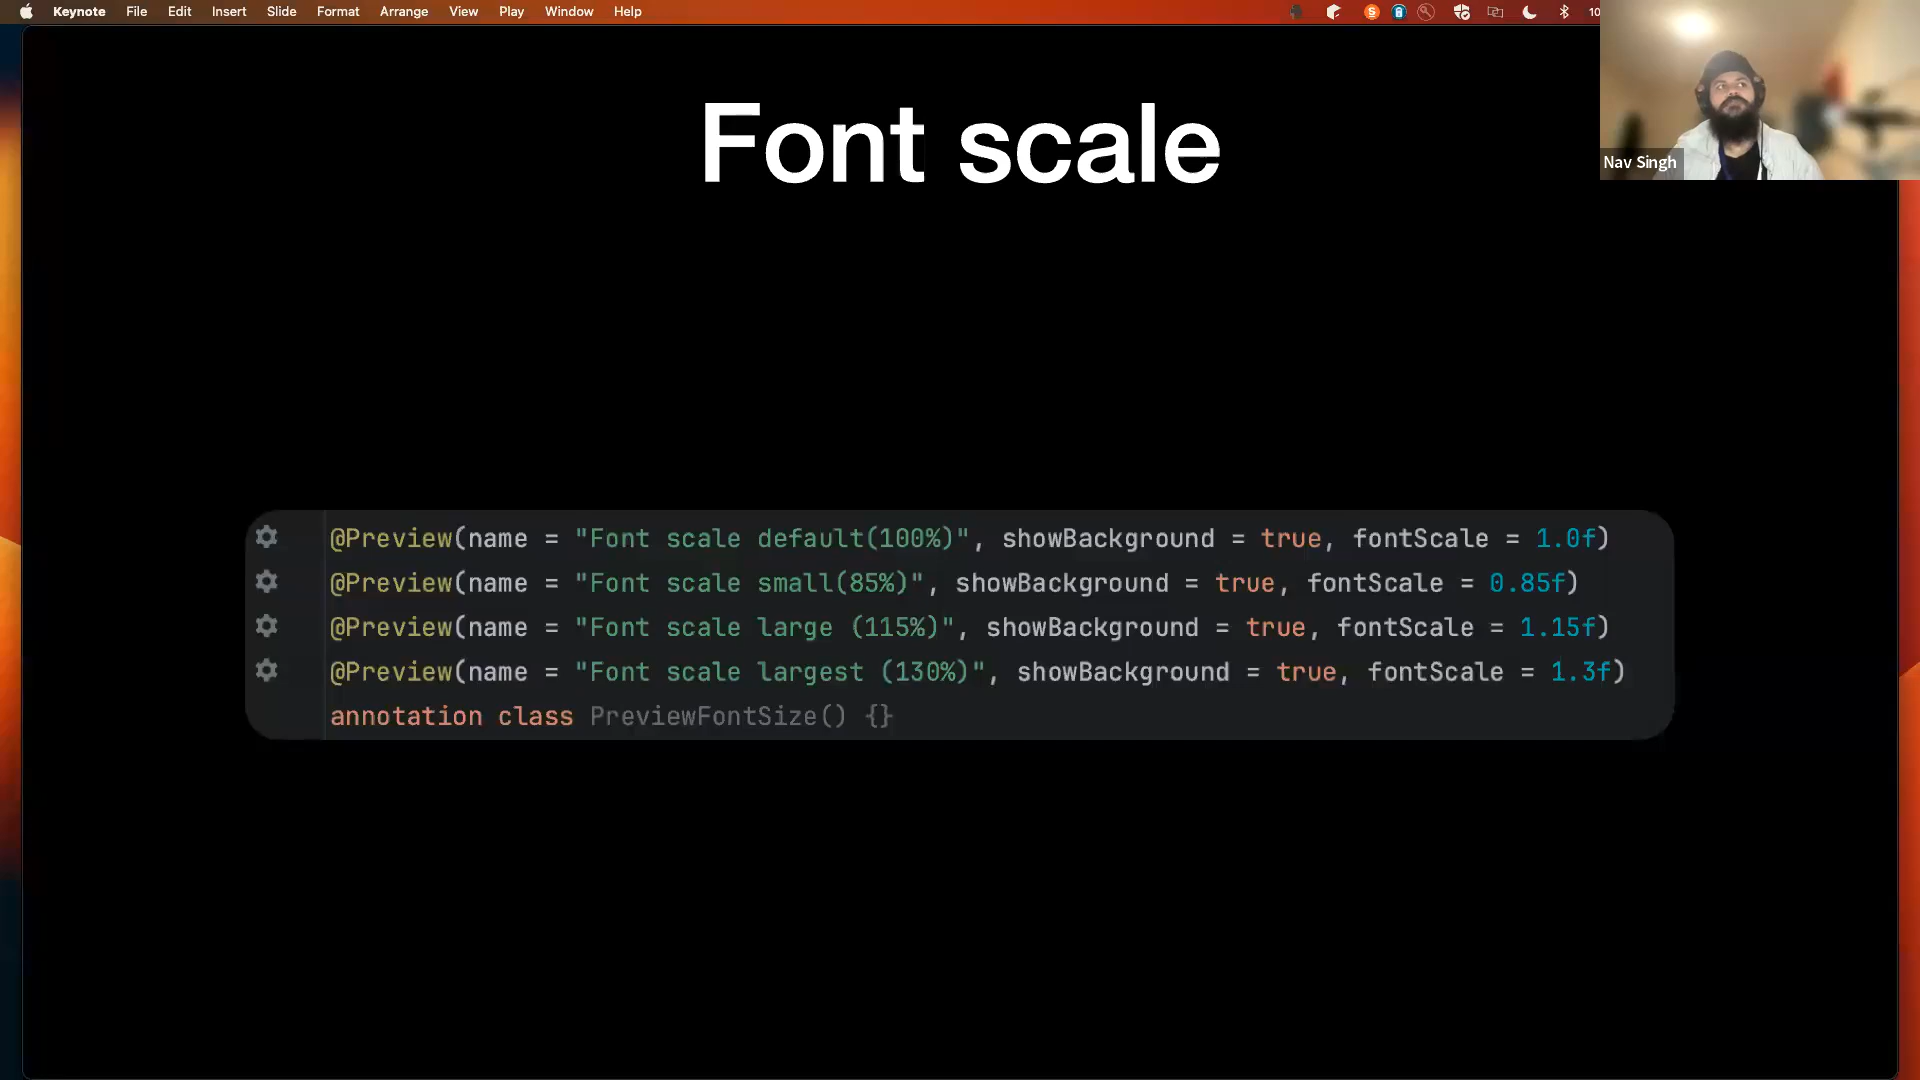 Keynote File Edit Insert Slide Format Arrange View Play Window Help
10
Nav Singh
Font scale
@Preview(name = "Font scale default(100%)", showBackground = true, fontScale = 1.0f)
@Preview(name = "Font scale small(85%)", showBackground = true, fontScale = 0.85f)
@Preview(name = "Font scale large (115%)", showBackground = true, fontScale = 1.15f)
@Preview(name = "Font scale largest (130%)", showBackground = true, fontScale = 1.3f)
annotation class PreviewFontSize() {}